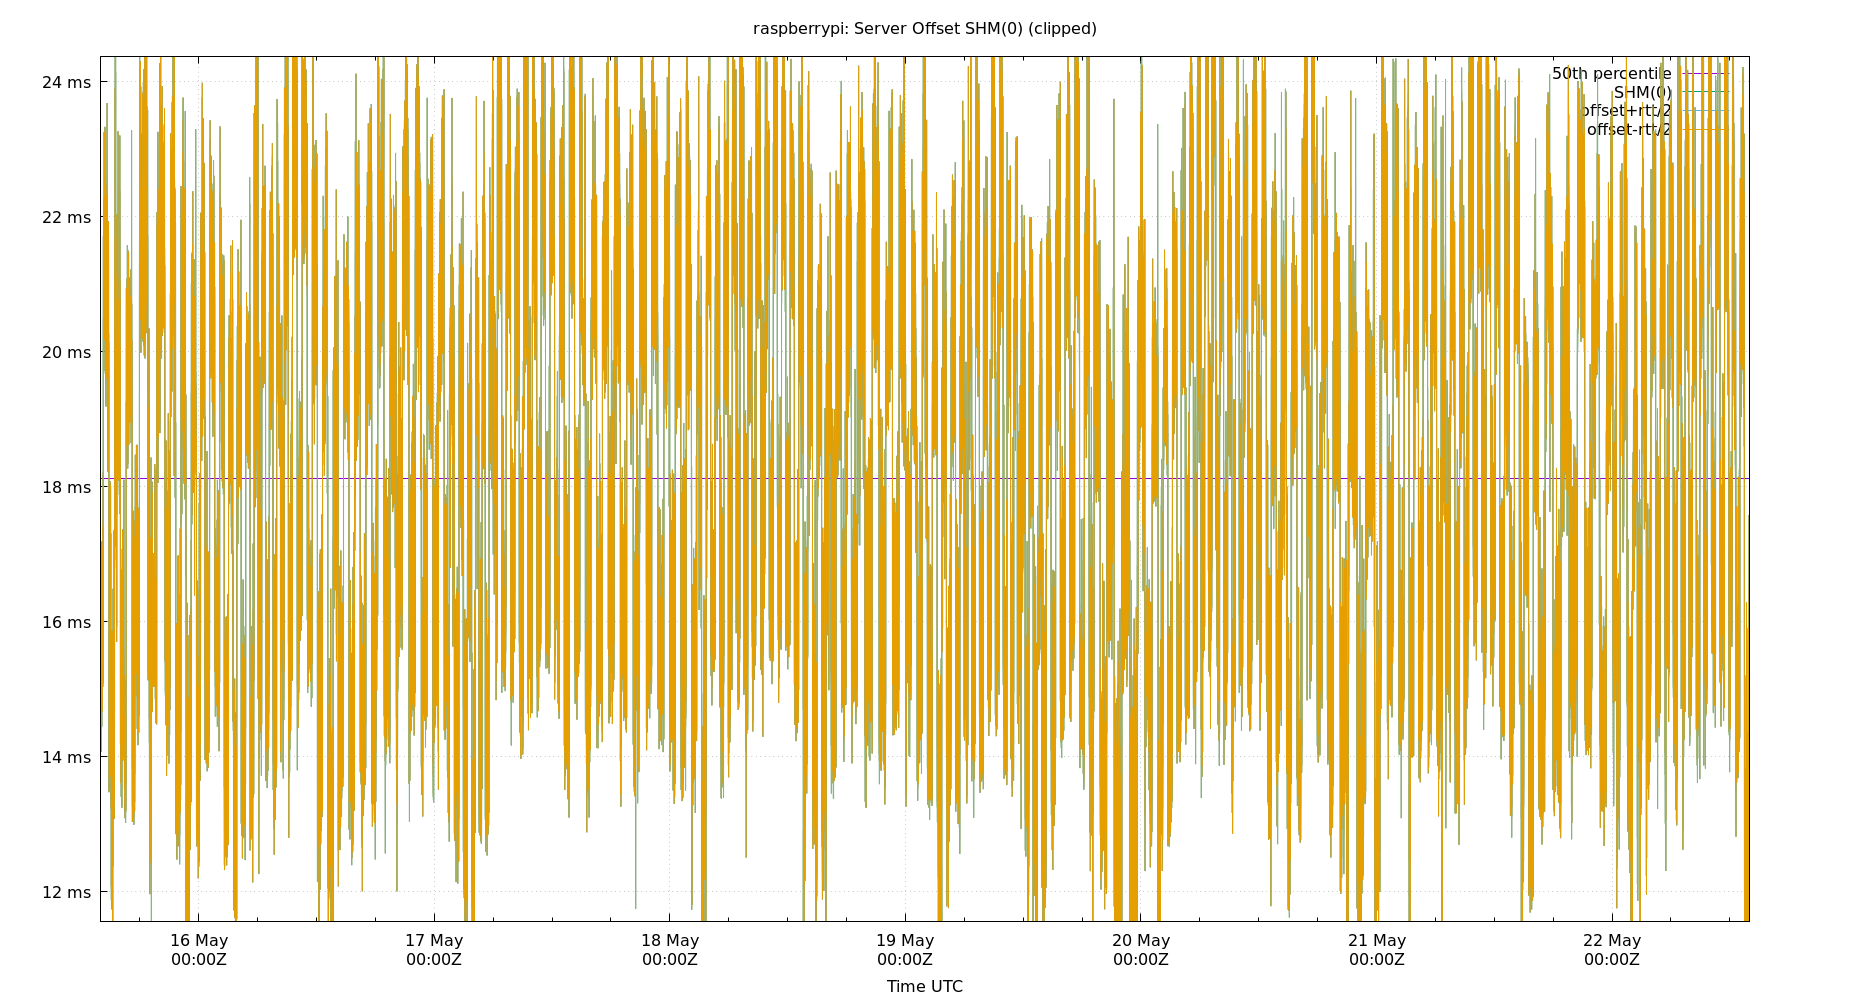 raspberrypi: Server Offset SHM(0) (clipped)
24 ms
22 ms
20 ms
18 ms
16 ms
14 ms
12 ms
50th percentile
SHM(0)
offset+rtt/2
offset-rtt/2
16 May
00:00Z
17 May
00:00Z
18 May
00:00Z
19 May
00:00Z
20 May
00:00Z
21 May
00:00Z
22 May
00:00Z
Time UTC